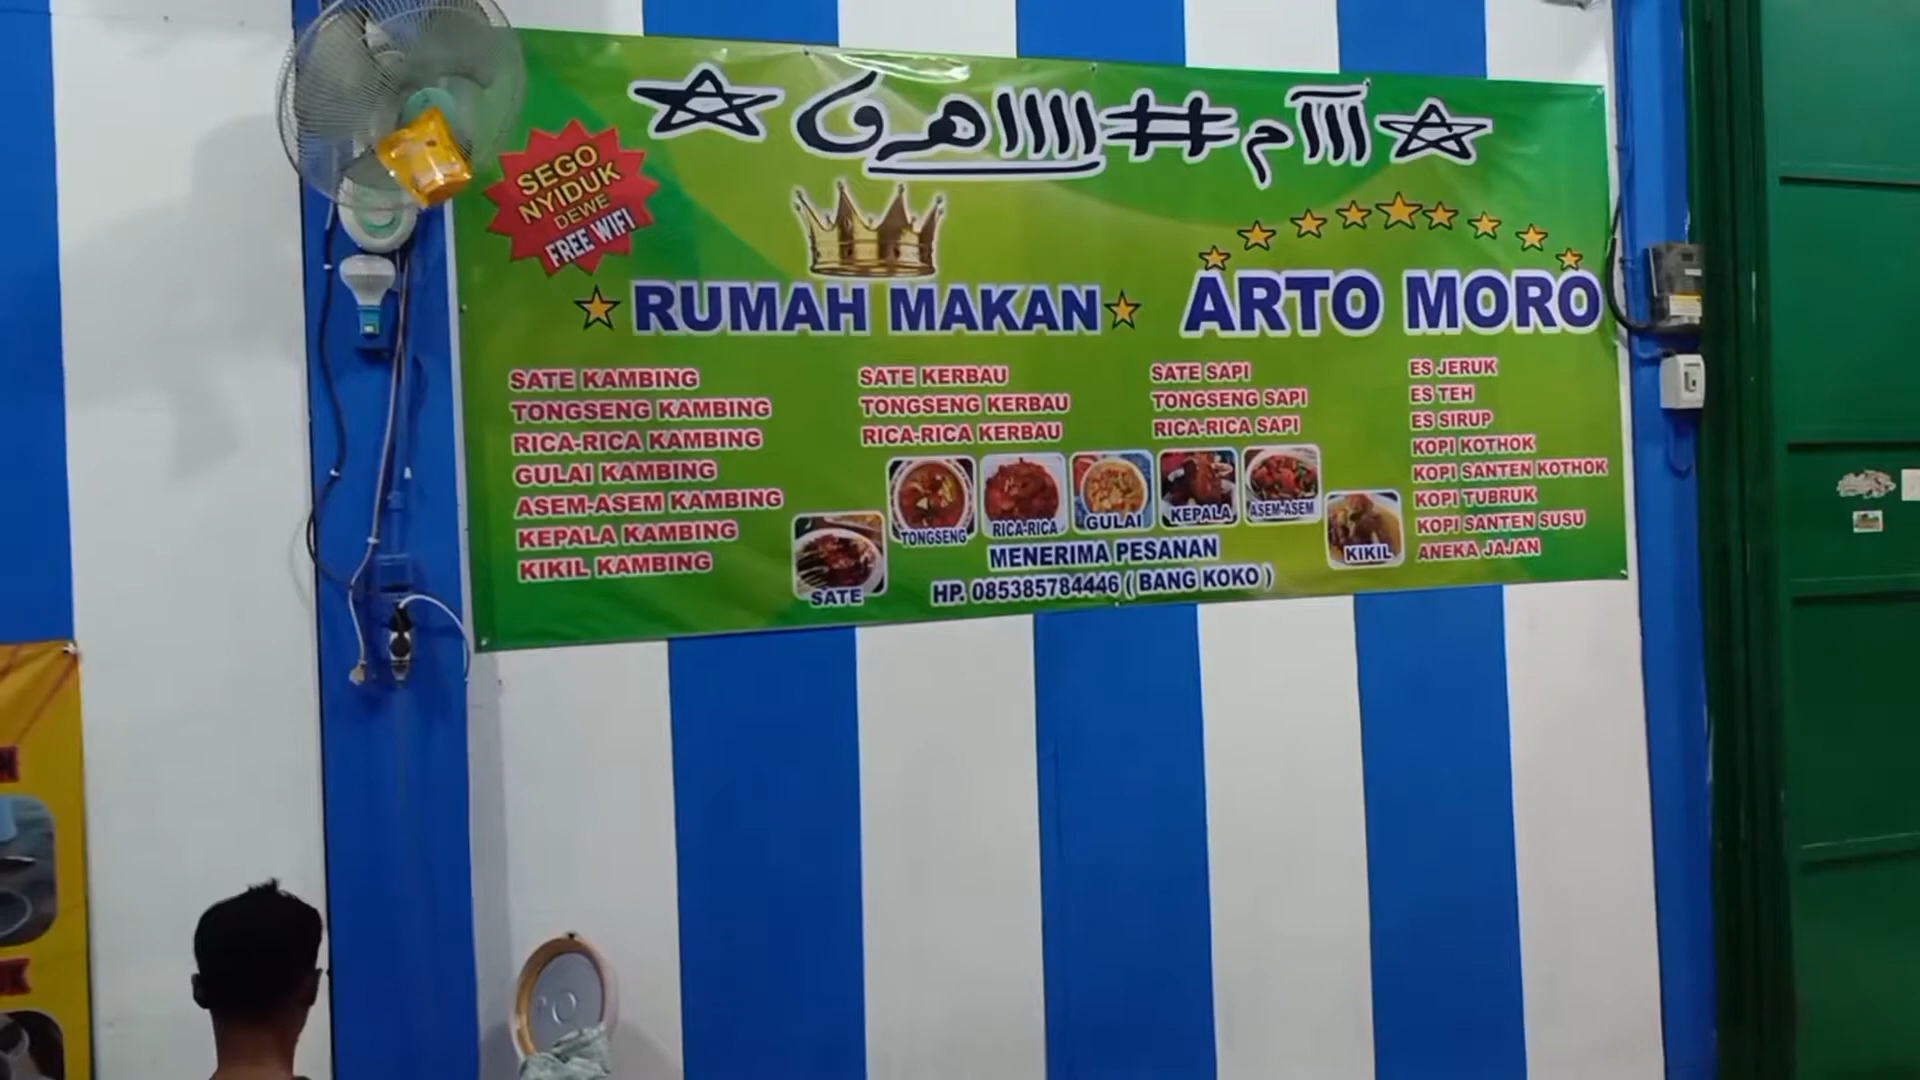 SEGO
NYIDUK
DEWE
FREE WIFI
RUMAH MAKAN
ARTO MORO
SATE KAMBING
TONGSENG KAMBING
RICA-RICA KAMBING
GULAI KAMBING
ASEM-ASEM KAMBING
KEPALA KAMBING
KIKIL KAMBING
SATE KERBAU
TONGSENG KERBAU
RICA-RICA KERBAU
SATE SAPI
TONGSENG SAPI
RICA-RICA SAPI
ES JERUK
ES TEH
ES SIRUP
KOPI KOTHOK
KOPI SANTEN KOTHOK
KOPI TUBRUK
KOPI SANTEN SUSU
ANEKA JAJAN
SATE
TONGSENG
RICA-RICA
GULAI
KEPALA
ASEM-ASEM
KIKIL
MENERIMA PESANAN
HP. 085385784446 ( BANG KOKO )